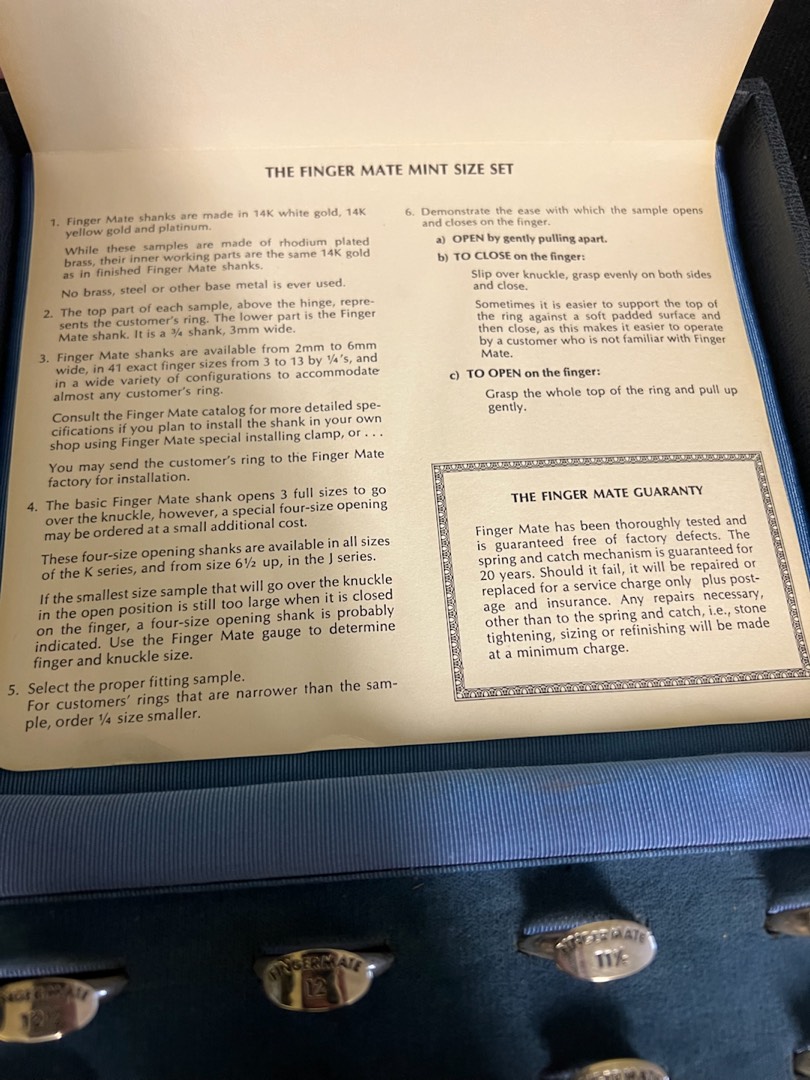 THE FINGER MATE MINT SIZE SET
1. Finger Mate shanks are made in 14K white gold, 14K
yellow gold and platinum.
While these samples are made of rhodium plated
brass, their inner working parts are the same 14K gold
as in finished Finger Mate shanks.
No brass, steel or other base metal is ever used.
2. The top part of each sample, above the hinge, repre-
sents the customer's ring. The lower part is the Finger
Mate shank. It is a ¾ shank, 3mm wide.
3. Finger Mate shanks are available from 2mm to 6mm
wide, in 41 exact finger sizes from 3 to 13 by ¼'s, and
in a wide variety of configurations to accommodate
almost any customer's ring.
Consult the Finger Mate catalog for more detailed spe-
cifications if you plan to install the shank in your own
shop using Finger Mate special installing clamp, or . . .
You may send the customer's ring to the Finger Mate
factory for installation.
4. The basic Finger Mate shank opens 3 full sizes to go
over the knuckle, however, a special four-size opening
may be ordered at a small additional cost.
These four-size opening shanks are available in all sizes
of the K series, and from size 6½ up, in the J series.
If the smallest size sample that will go over the knuckle
in the open position is still too large when it is closed
on the finger, a four-size opening shank is probably
indicated. Use the Finger Mate gauge to determine
finger and knuckle size.
5. Select the proper fitting sample.
For customers' rings that are narrower than the sam-
ple, order ¼ size smaller.
6. Demonstrate the ease with which the sample opens
and closes on the finger.
a) OPEN by gently pulling apart.
b) TO CLOSE on the finger:
Slip over knuckle, grasp evenly on both sides
and close.
Sometimes it is easier to support the top of
the ring against a soft padded surface and
then close, as this makes it easier to operate
by a customer who is not familiar with Finger
Mate.
c) TO OPEN on the finger:
Grasp the whole top of the ring and pull up
gently.
THE FINGER MATE GUARANTY
Finger Mate has been thoroughly tested and
is guaranteed free of factory defects. The
spring and catch mechanism is guaranteed for
20 years. Should it fail, it will be repaired or
replaced for a service charge only plus post-
age and insurance. Any repairs necessary,
other than to the spring and catch, i.e., stone
tightening, sizing or refinishing will be made
at a minimum charge.
FINGERMATE
12
FINGERMATE
11½